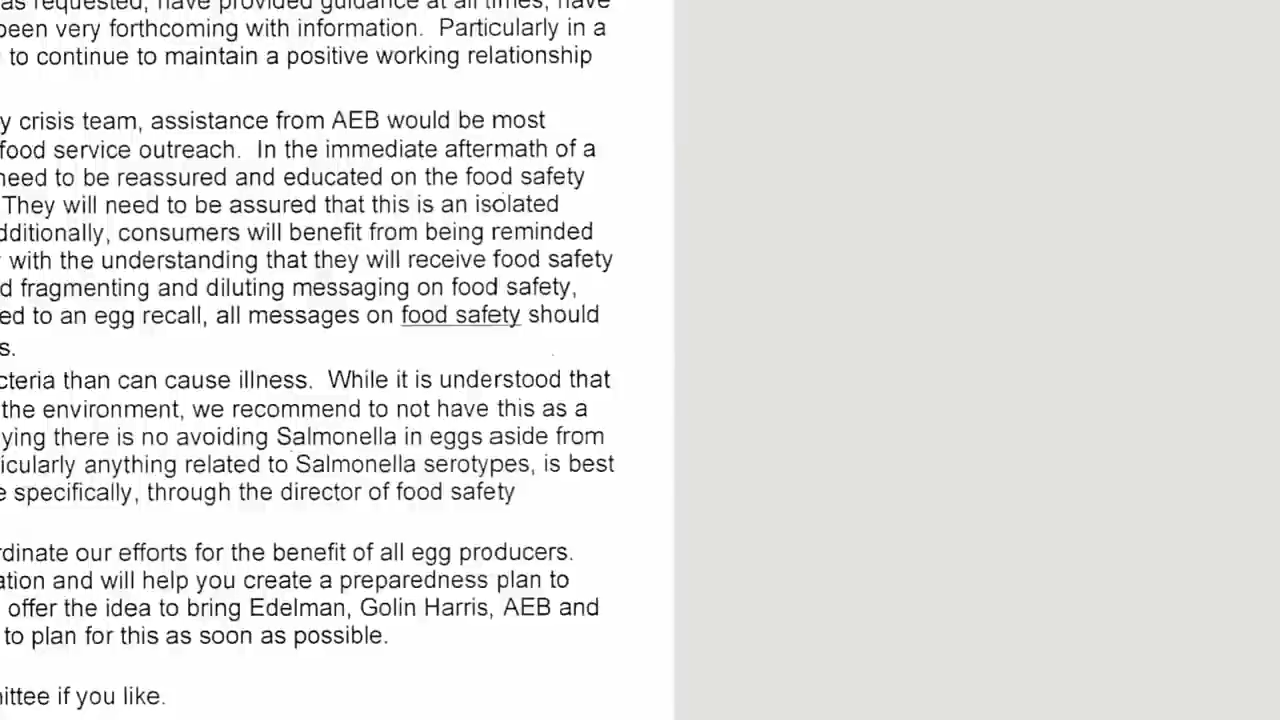 as requested, have provided guidance at all times, have
been very forthcoming with information. Particularly in a
to continue to maintain a positive working relationship
y crisis team, assistance from AEB would be most
food service outreach. In the immediate aftermath of a
need to be reassured and educated on the food safety
They will need to be assured that this is an isolated
dditionally, consumers will benefit from being reminded
with the understanding that they will receive food safety
d fragmenting and diluting messaging on food safety,
ed to an egg recall, all messages on food safety should
s.
cteria than can cause illness. While it is understood that
the environment, we recommend to not have this as a
ying there is no avoiding Salmonella in eggs aside from
icularly anything related to Salmonella serotypes, is best
e specifically, through the director of food safety
rdinate our efforts for the benefit of all egg producers.
ation and will help you create a preparedness plan to
offer the idea to bring Edelman, Golin Harris, AEB and
to plan for this as soon as possible.
ittee if you like.